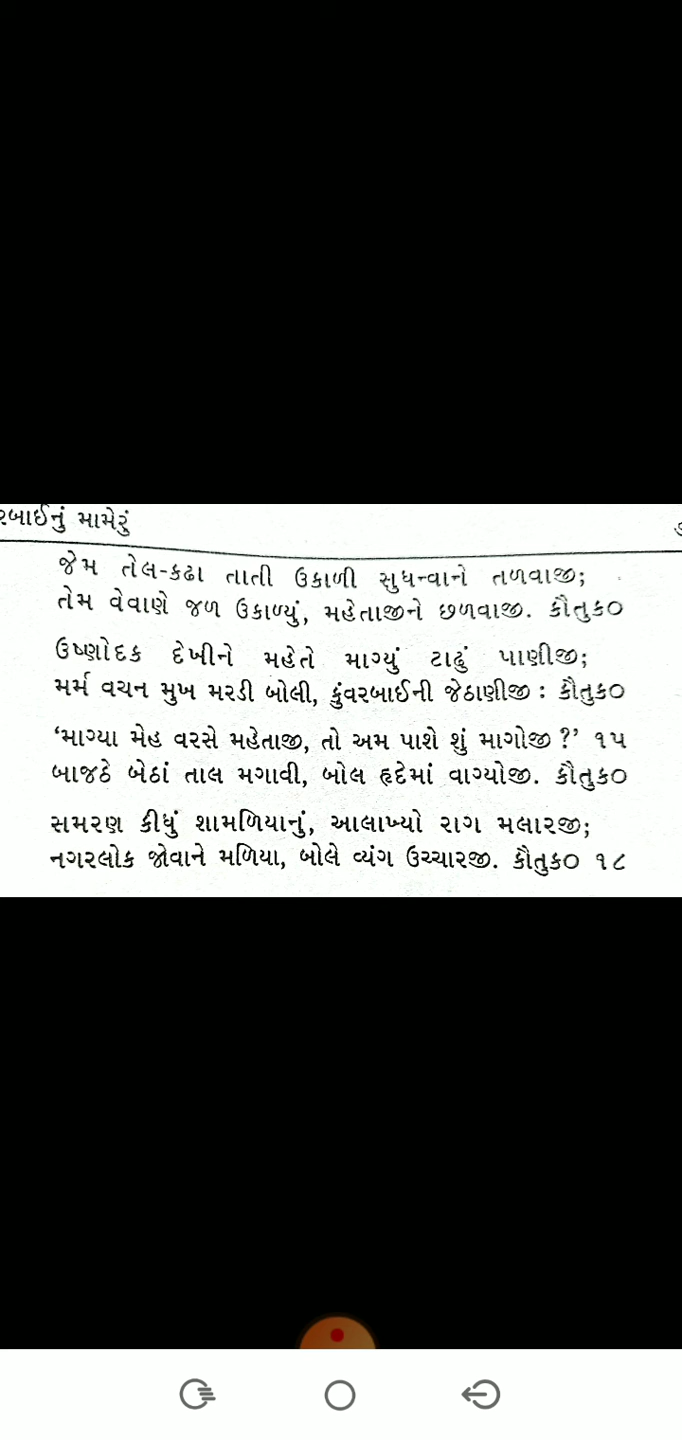 રબાઈનું મામેરું
જેમ તેલ-કઢા તાતી ઉકાળી સુધન્વાને તળવાજી;
તેમ વેવાણે જળ ઉકાળ્યું, મહેતાજીને છળવાજી. કૌતુક૦
ઉષ્ણોદક દેખીને મહેતે માગ્યું ટાઢું પાણીજી;
મર્મ વચન મુખ મરડી બોલી, કુંવરબાઈની જેઠાણીજી : કૌતુક૦
‘માગ્યા મેહ વરસે મહેતાજી, તો અમ પાશે શું માગોજી ?’ ૧૫
બાજઠે બેઠાં તાલ મગાવી, બોલ હૃદેમાં વાગ્યોજી. કૌતુક૦
સમરણ કીધું શામળિયાનું, આલાખ્યો રાગ મલારજી;
નગરલોક જોવાને મળિયા, બોલે વ્યંગ ઉચ્ચારજી. કૌતુક૦ ૧૮